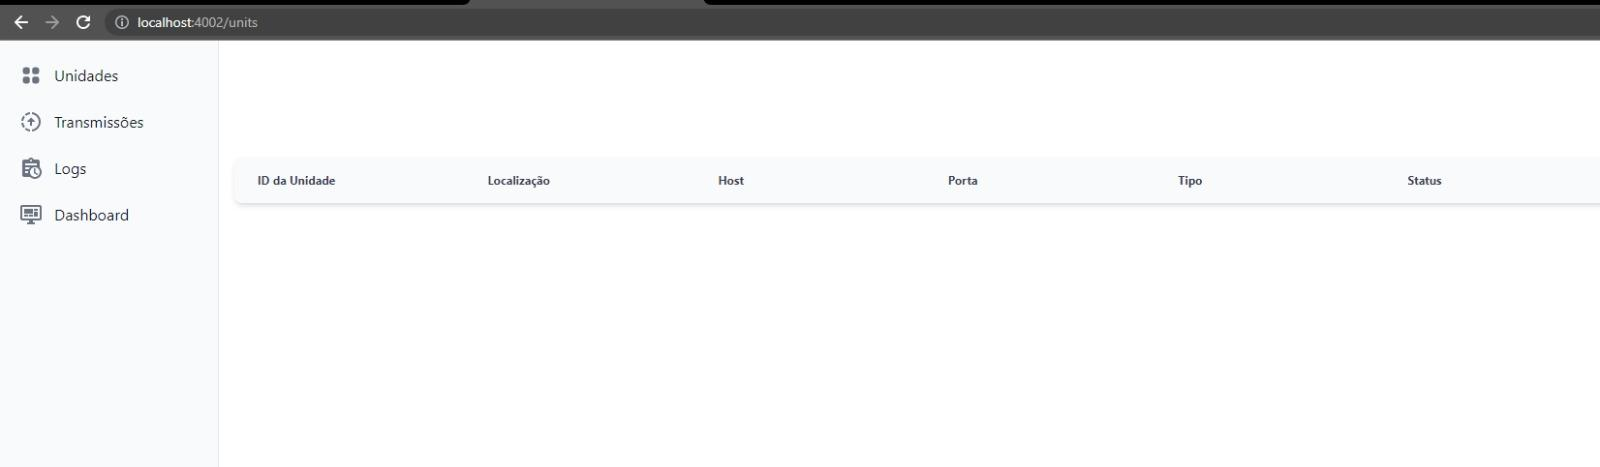 localhost:4002/units
Unidades
Transmissões
Logs
Dashboard
ID da Unidade Localização Host Porta Tipo Status